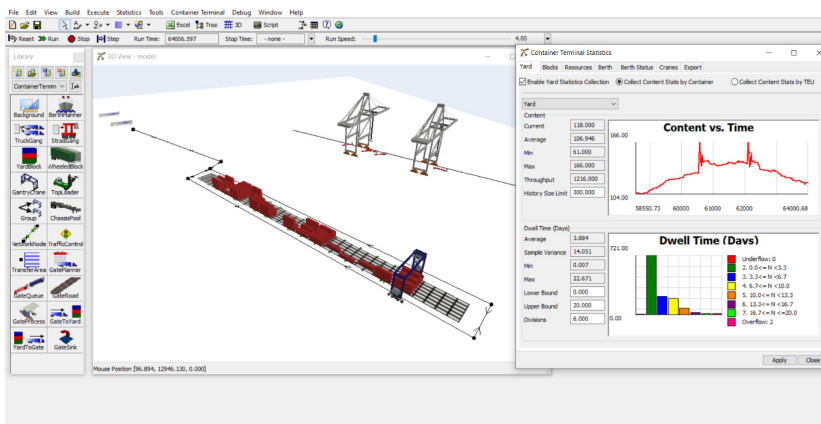 File Edit View Build Execute Statistics Tools Container Terminal Debug Window Help
Excel Tree 3D Script
Reset Run Stop Step Run Time: 64006.597 Stop Time: - none - Run Speed: 4.00
Library
ContainerTermin
Background BerthPlanner
TruckGang StradGang
YardBlock WheeledBlock
GantryCrane TopLoader
Group ChassisPool
NetworkNode TrafficControl
TransferArea GatePlanner
GateQueue GateRoad
GateProcess GateToYard
YardToGate GateSink
3D View - model
Mouse Position [96.894, 12946.130, 0.000]
Container Terminal Statistics
Yard Blocks Resources Berth Berth Status Cranes Export
Enable Yard Statistics Collection Collect Content Stats by Container Collect Content Stats by TEU
Yard
Content
Current 118.000
Average 106.946
Min 61.000
Max 166.000
Throughput 1216.000
History Size Limit 300.000
Content vs. Time
166.00
104.00
58550.73 60000 61000 62000 64000.68
Dwell Time (Days)
Average 3.884
Sample Variance 14.051
Min 0.007
Max 22.671
Lower Bound 0.000
Upper Bound 20.000
Divisions 6.000
Dwell Time (Days)
721.00
0.00
Underflow: 0
2. 0.0<= N <3.3
3. 3.3<= N <6.7
4. 6.7<= N <10.0
5. 10.0<= N <13.3
6. 13.3<= N <16.7
7. 16.7<= N <=20.0
Overflow: 2
Apply Close